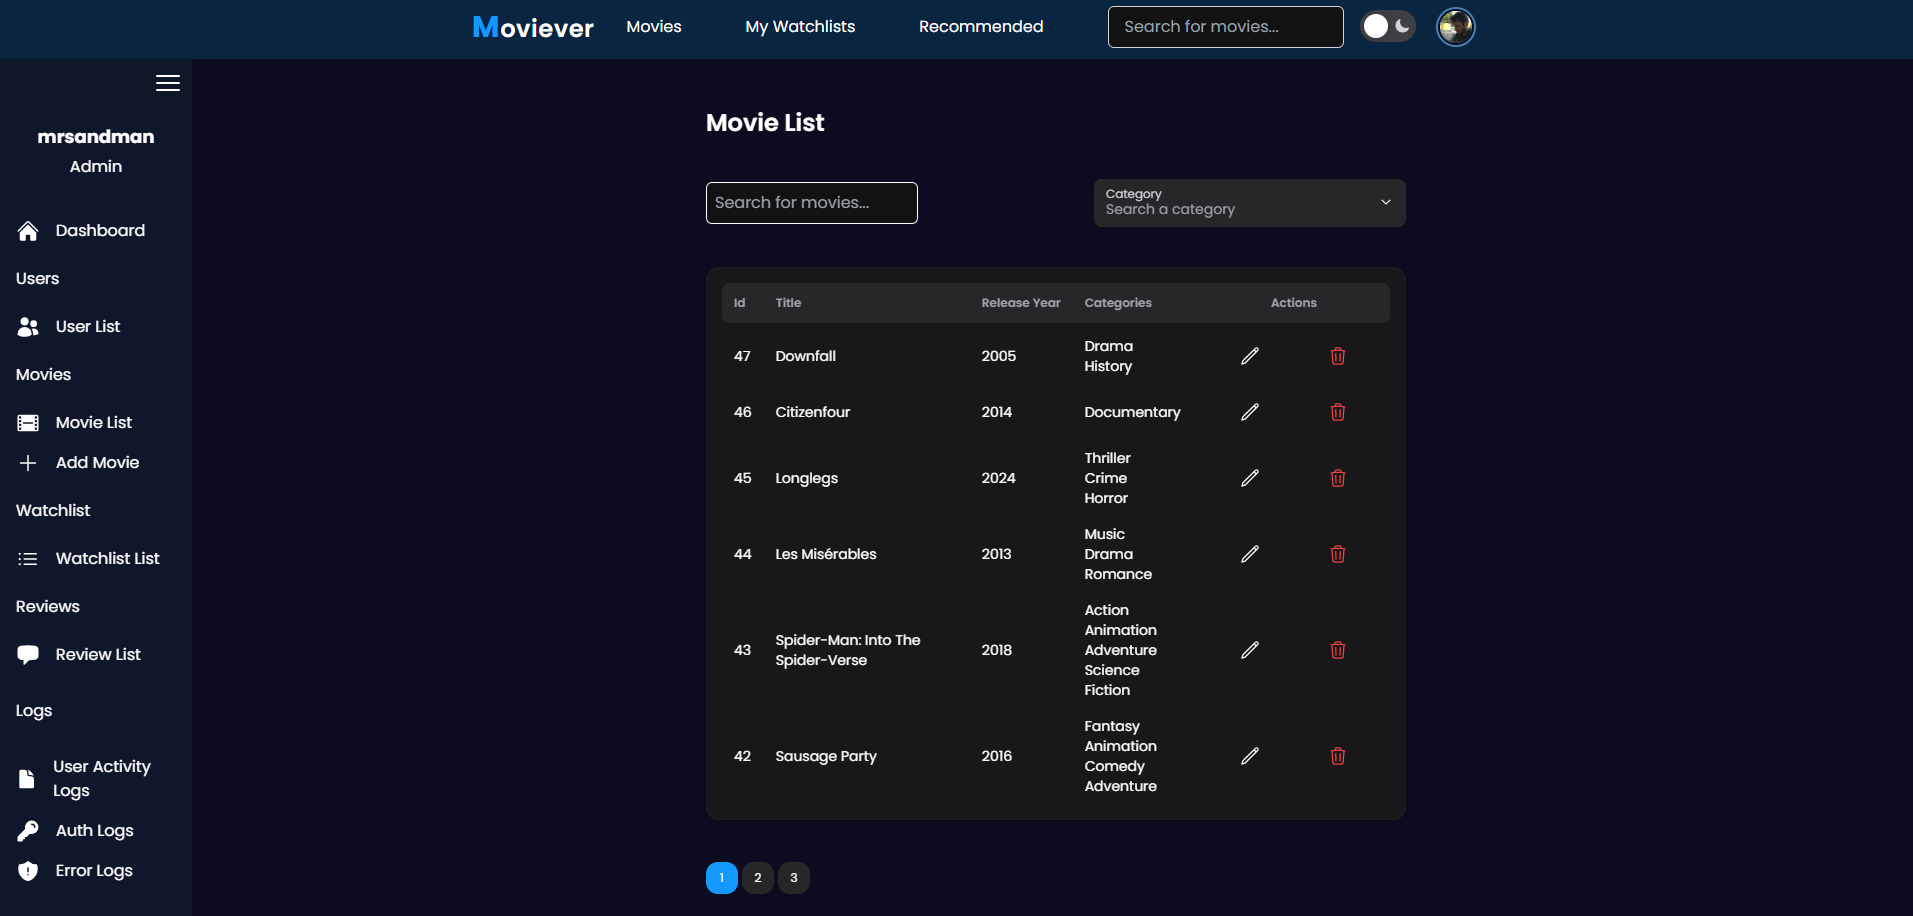 Moviever Movies My Watchlists Recommended Search for movies...
mrsandman
Admin
Dashboard
Users
User List
Movies
Movie List
Add Movie
Watchlist
Watchlist List
Reviews
Review List
Logs
User Activity
Logs
Auth Logs
Error Logs
Movie List
Search for movies...
Category
Search a category
Id Title Release Year Categories Actions
47 Downfall 2005 Drama
History
46 Citizenfour 2014 Documentary
45 Longlegs 2024 Thriller
Crime
Horror
44 Les Misérables 2013 Music
Drama
Romance
43 Spider-Man: Into The
Spider-Verse 2018 Action
Animation
Adventure
Science
Fiction
42 Sausage Party 2016 Fantasy
Animation
Comedy
Adventure
1 2 3